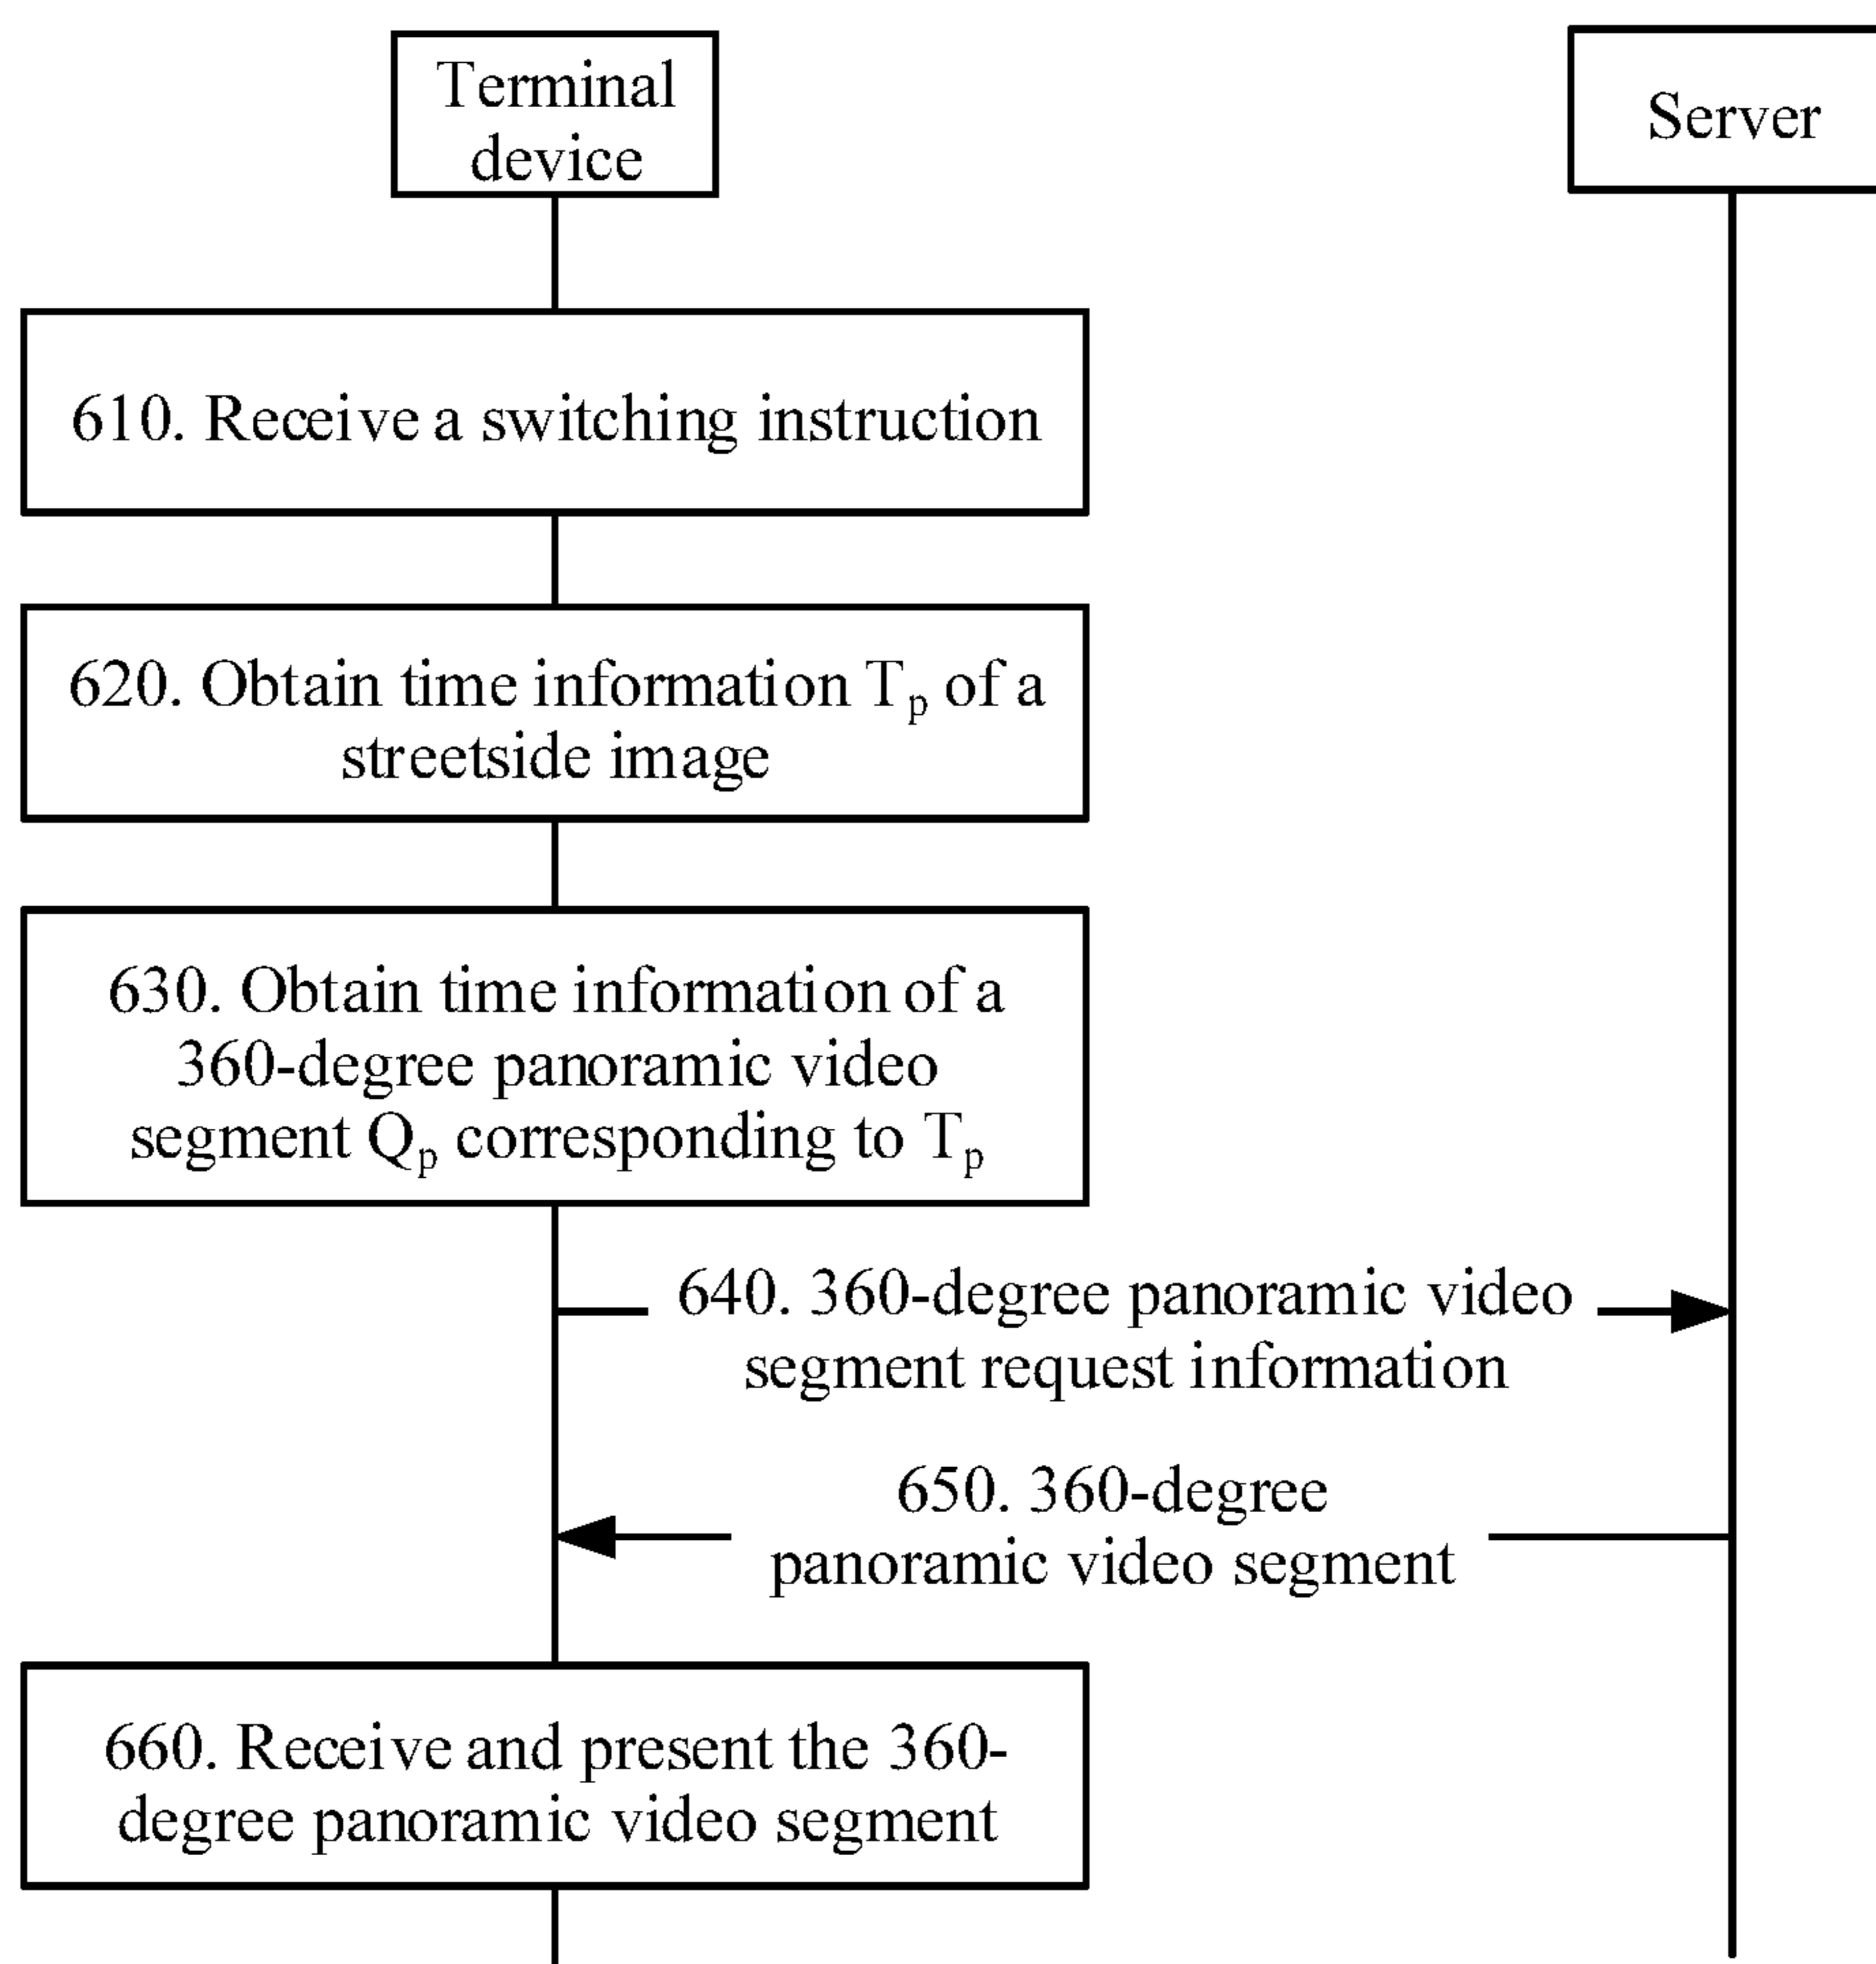 Terminal
device
Server
610. Receive a switching instruction
620. Obtain time information Tp of a
streetside image
630. Obtain time information of a
360-degree panoramic video
segment Qp corresponding to Tp
640. 360-degree panoramic video
segment request information
650. 360-degree
panoramic video segment
660. Receive and present the 360-
degree panoramic video segment